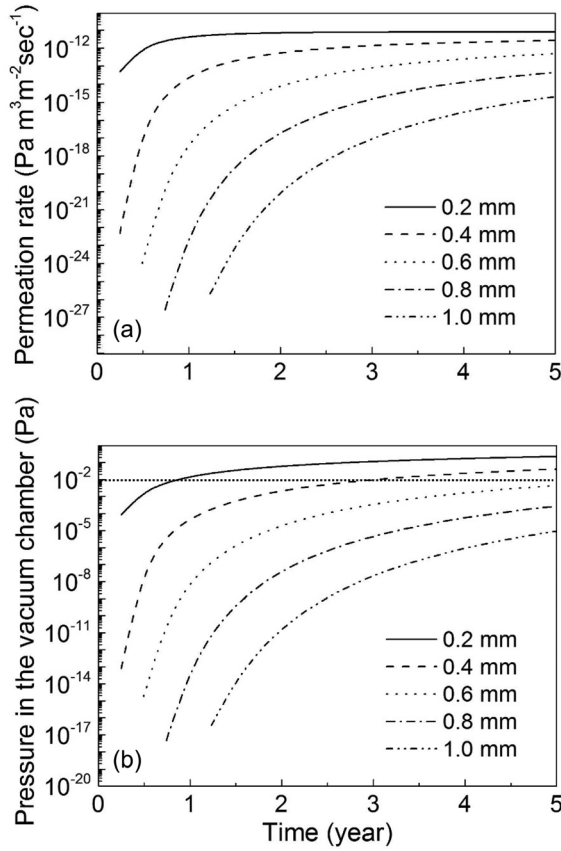 Permeation rate (Pa m³m⁻²sec⁻¹)
10⁻¹²
10⁻¹⁵
10⁻¹⁸
10⁻²¹
10⁻²⁴
10⁻²⁷
0.2 mm
0.4 mm
0.6 mm
0.8 mm
1.0 mm
(a)
0 1 2 3 4 5
Pressure in the vacuum chamber (Pa)
10⁻²
10⁻⁵
10⁻⁸
10⁻¹¹
10⁻¹⁴
10⁻¹⁷
10⁻²⁰
0.2 mm
0.4 mm
0.6 mm
0.8 mm
1.0 mm
(b)
0 1 2 3 4 5
Time (year)